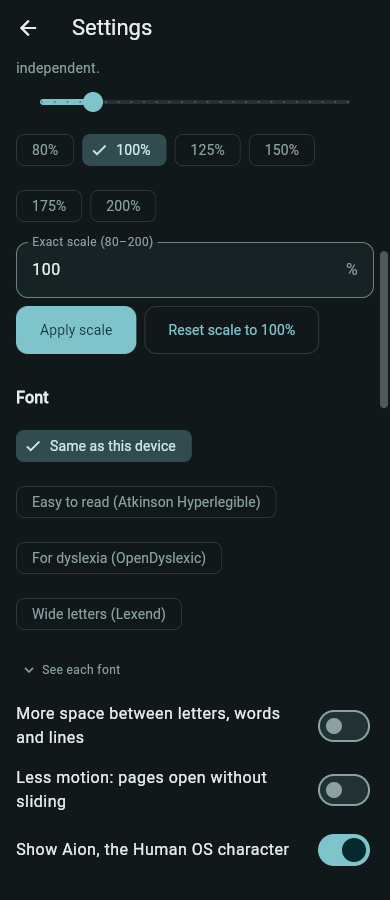 Settings
independent.
80%
100%
125%
150%
175%
200%
Exact scale (80–200)
100
%
Apply scale
Reset scale to 100%
Font
Same as this device
Easy to read (Atkinson Hyperlegible)
For dyslexia (OpenDyslexic)
Wide letters (Lexend)
See each font
More space between letters, words
and lines
Less motion: pages open without
sliding
Show Aion, the Human OS character